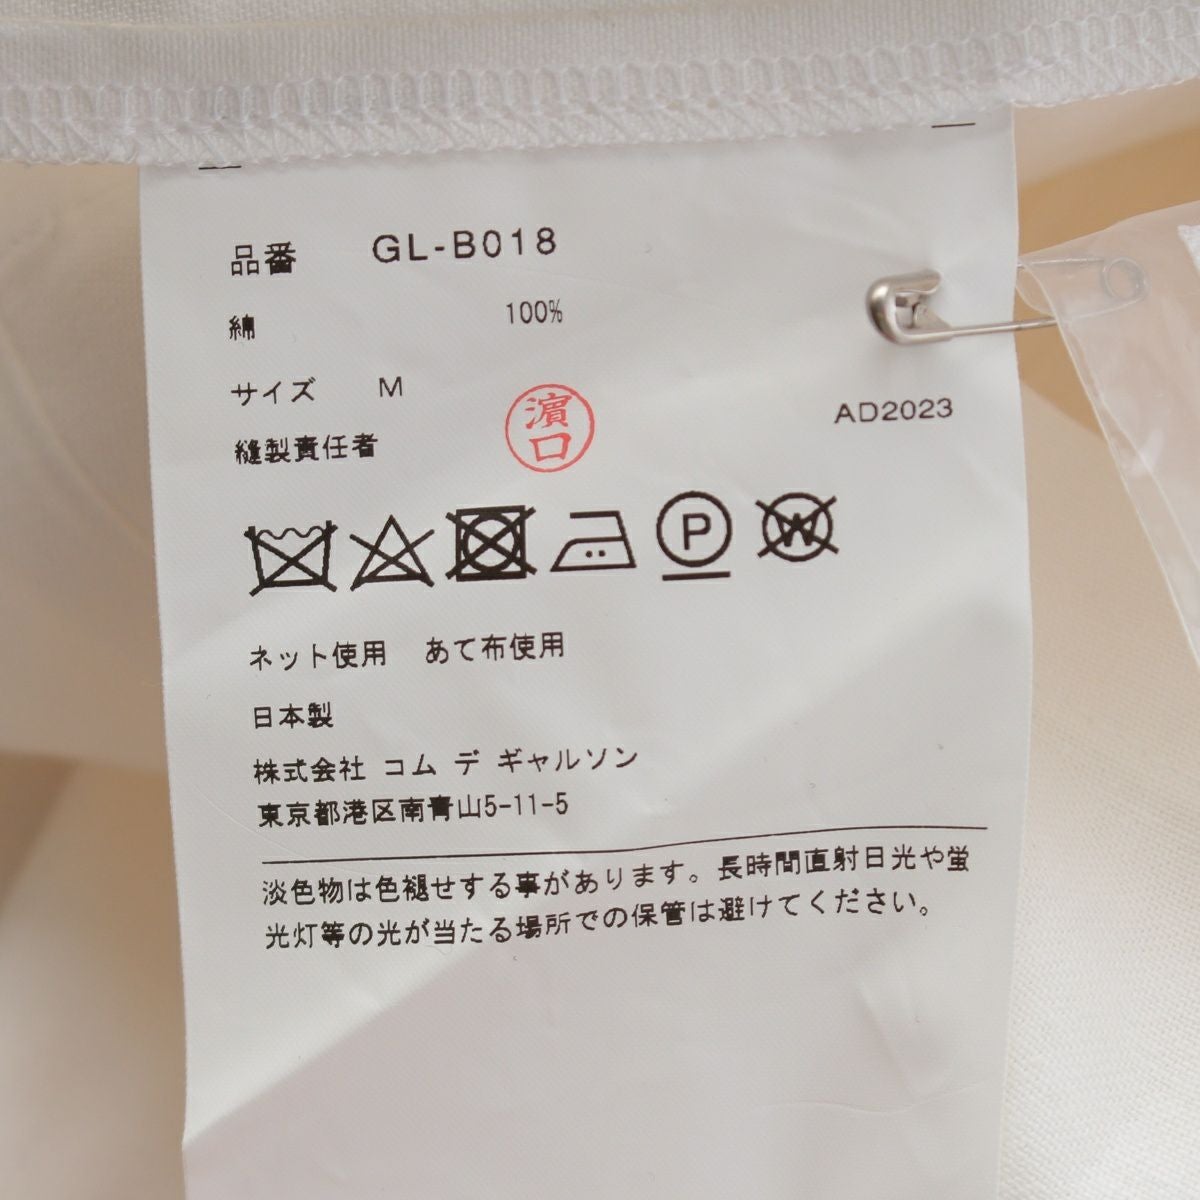 品番 GL-B018
綿 100%
サイズ M
AD2023
縫製責任者 濵口
P W
ネット使用 あて布使用
日本製
株式会社 コム デ ギャルソン
東京都港区南青山5-11-5
淡色物は色褪せする事があります。長時間直射日光や蛍
光灯等の光が当たる場所での保管は避けてください。